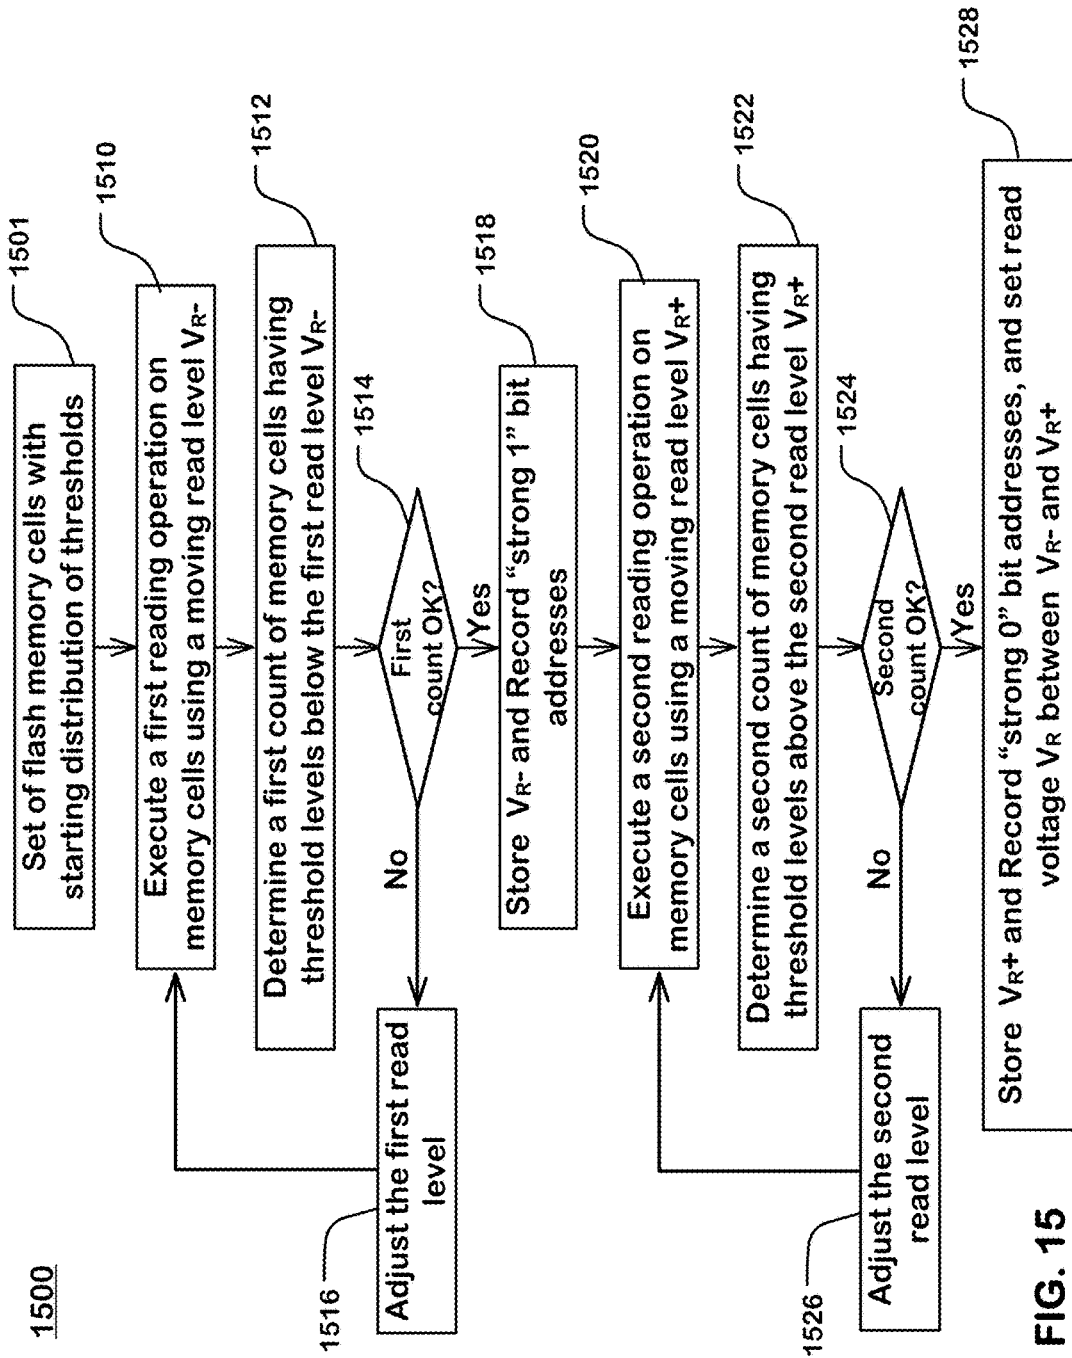 1500
1501
Set of flash memory cells with
starting distribution of thresholds
1510
Execute a first reading operation on
memory cells using a moving read level VR-
1512
Determine a first count of memory cells having
threshold levels below the first read level VR-
1514
First
count OK?
No
Yes
1516
Adjust the first read
level
1518
Store VR- and Record “strong 1” bit
addresses
1520
Execute a second reading operation on
memory cells using a moving read level VR+
1522
Determine a second count of memory cells having
threshold levels above the second read level VR+
1524
Second
count OK?
No
Yes
1526
Adjust the second
read level
1528
Store VR+ and Record “strong 0” bit addresses, and set read
voltage VR between VR- and VR+
FIG. 15